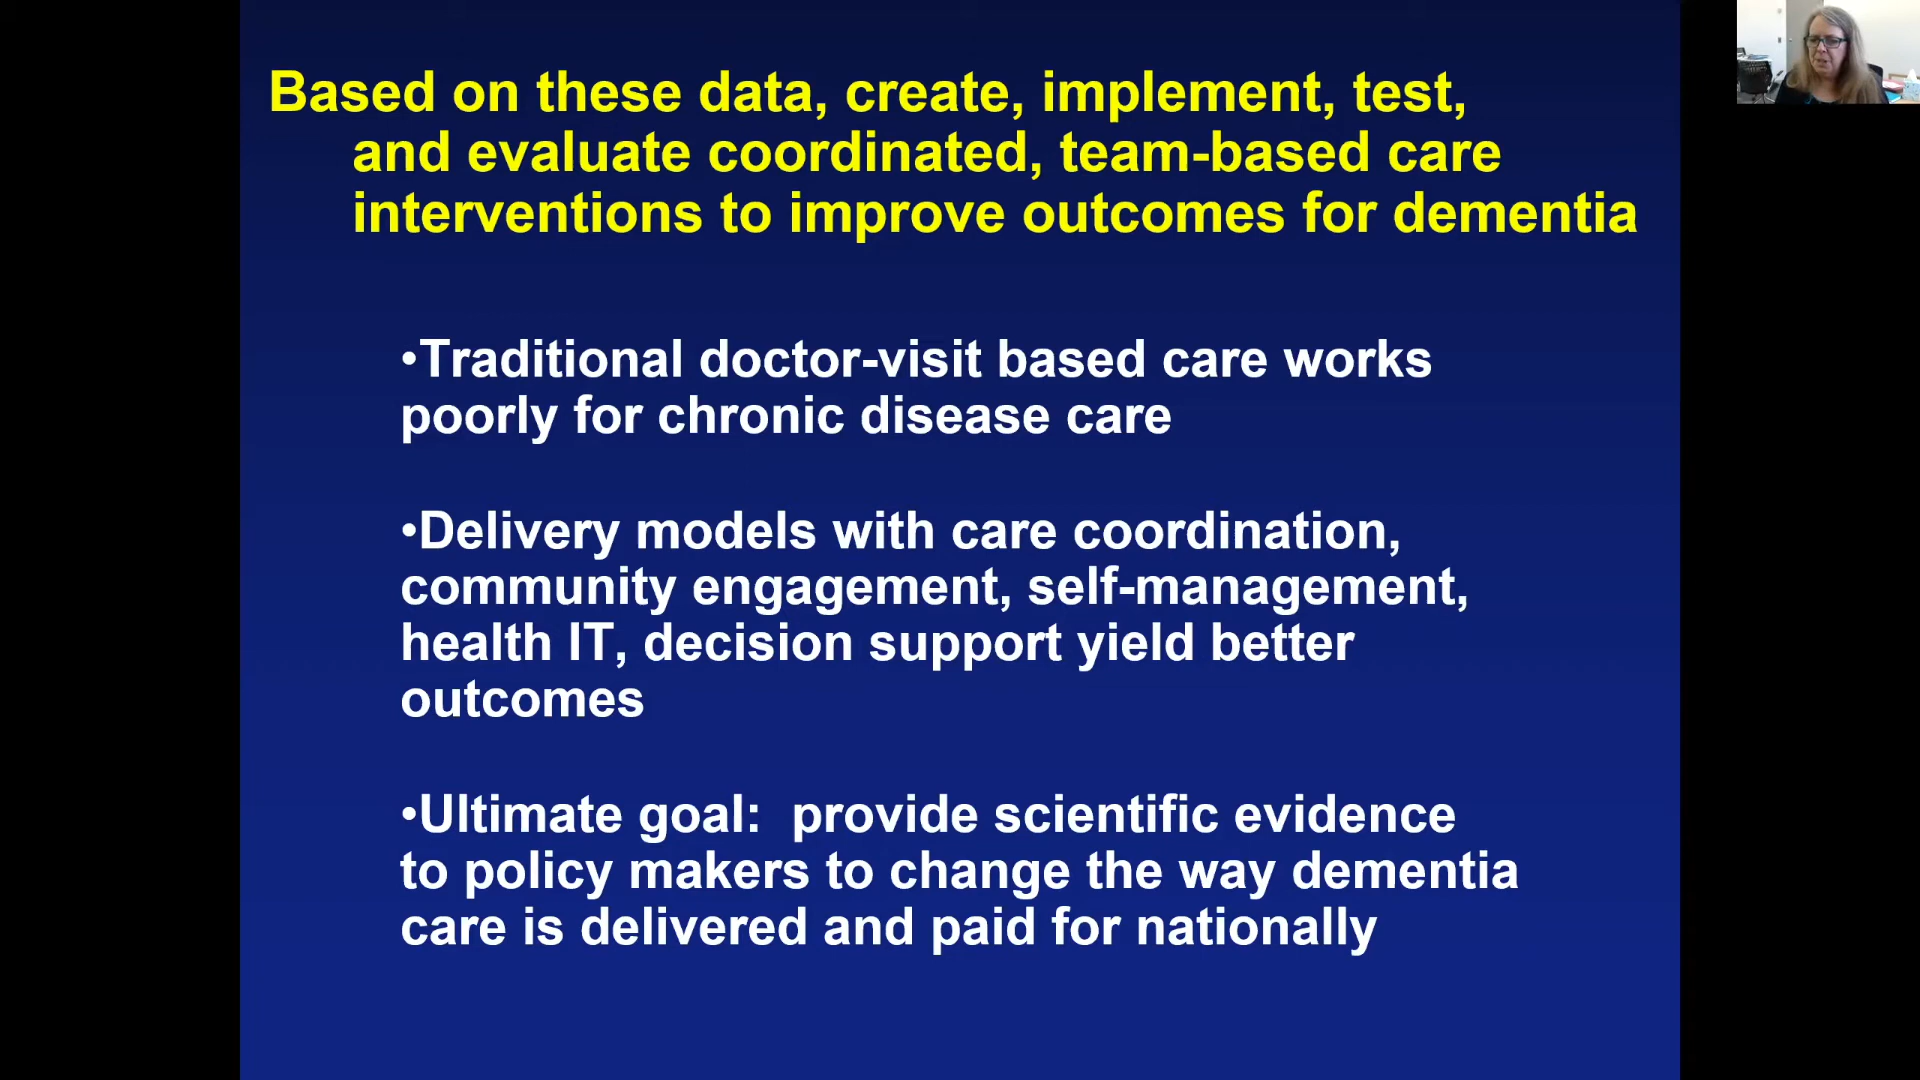 Based on these data, create, implement, test,
and evaluate coordinated, team-based care
interventions to improve outcomes for dementia
•Traditional doctor-visit based care works
poorly for chronic disease care
•Delivery models with care coordination,
community engagement, self-management,
health IT, decision support yield better
outcomes
•Ultimate goal:  provide scientific evidence
to policy makers to change the way dementia
care is delivered and paid for nationally